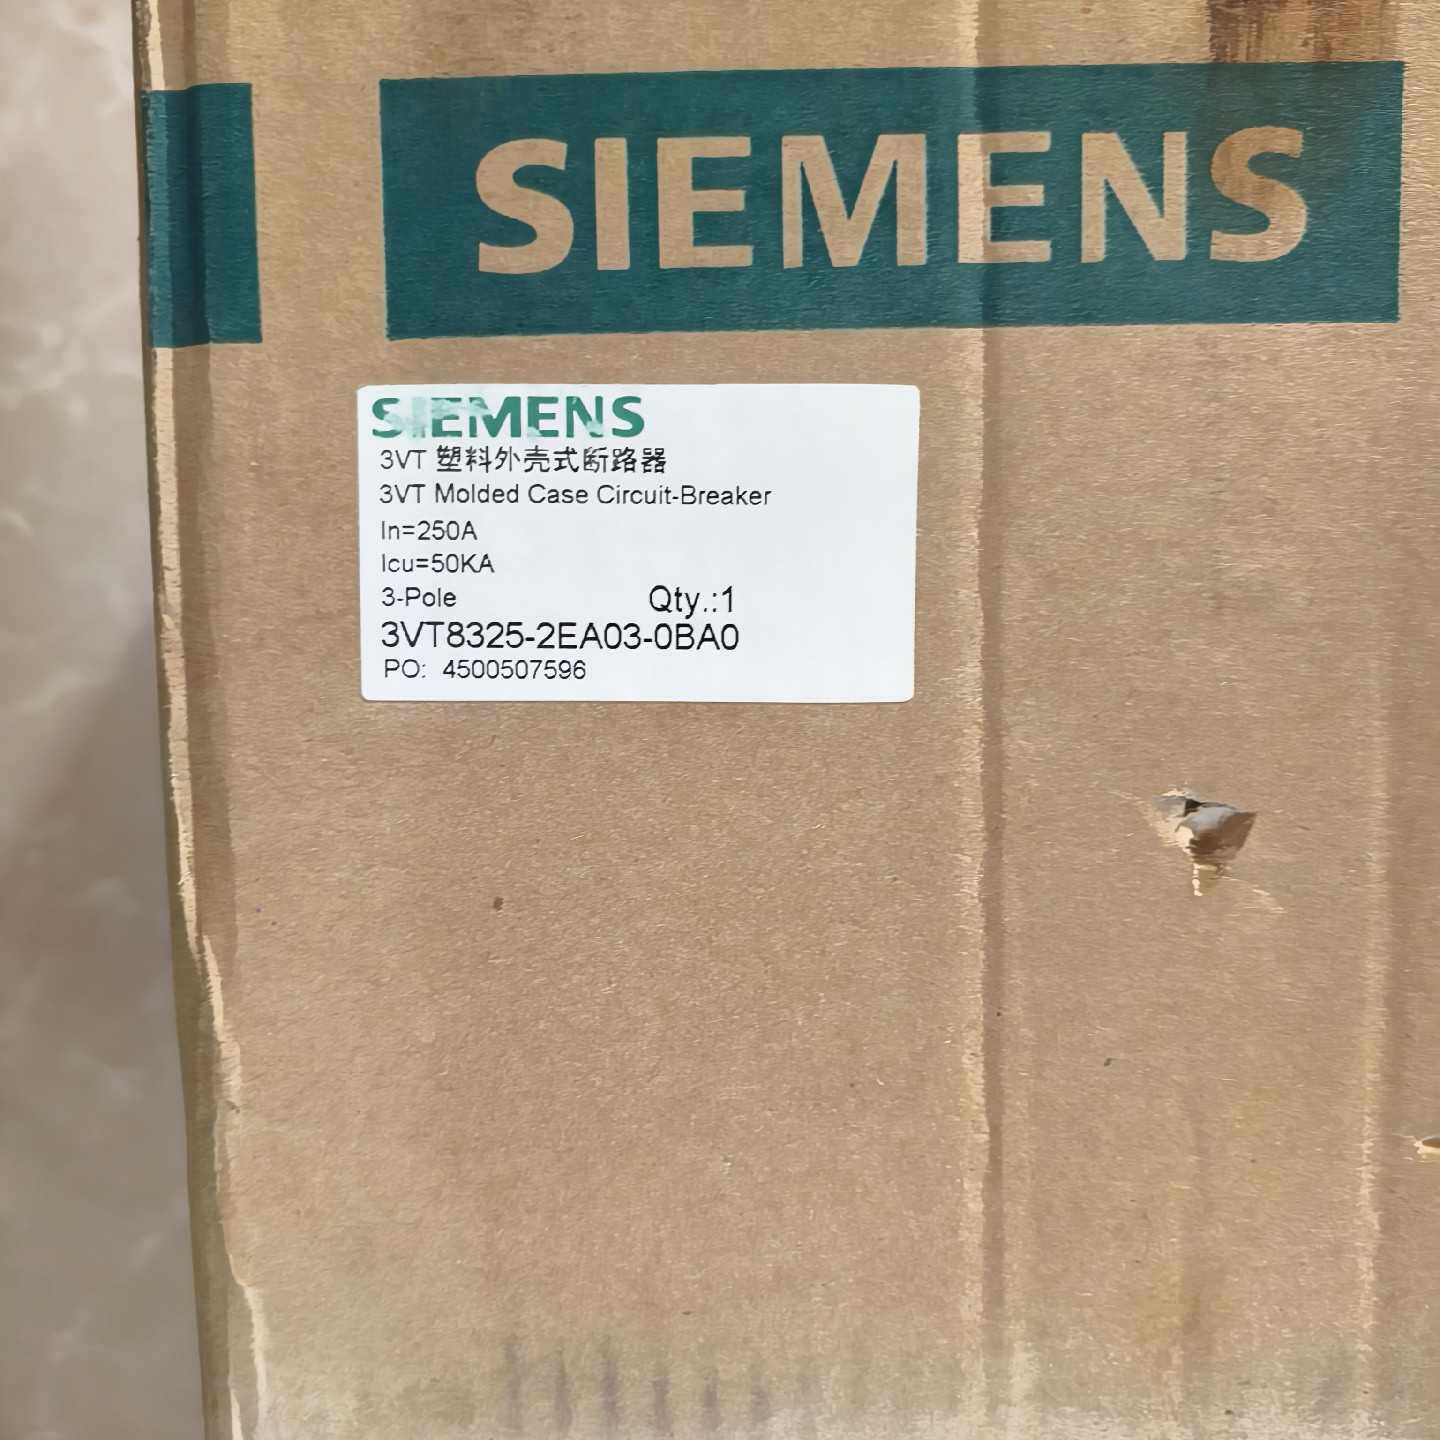 SIEMENS
SIEMENS
3VT 塑料外壳式断路器
3VT Molded Case Circuit-Breaker
In=250A
Icu=50KA
3-Pole Qty.:1
3VT8325-2EA03-0BA0
PO: 4500507596